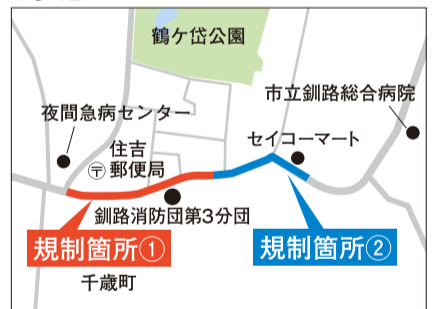 鶴ケ岱公園
市立釧路総合病院
夜間急病センター
セイコーマート
住吉
〒郵便局
釧路消防団第3分団
規制箇所①
規制箇所②
千歳町